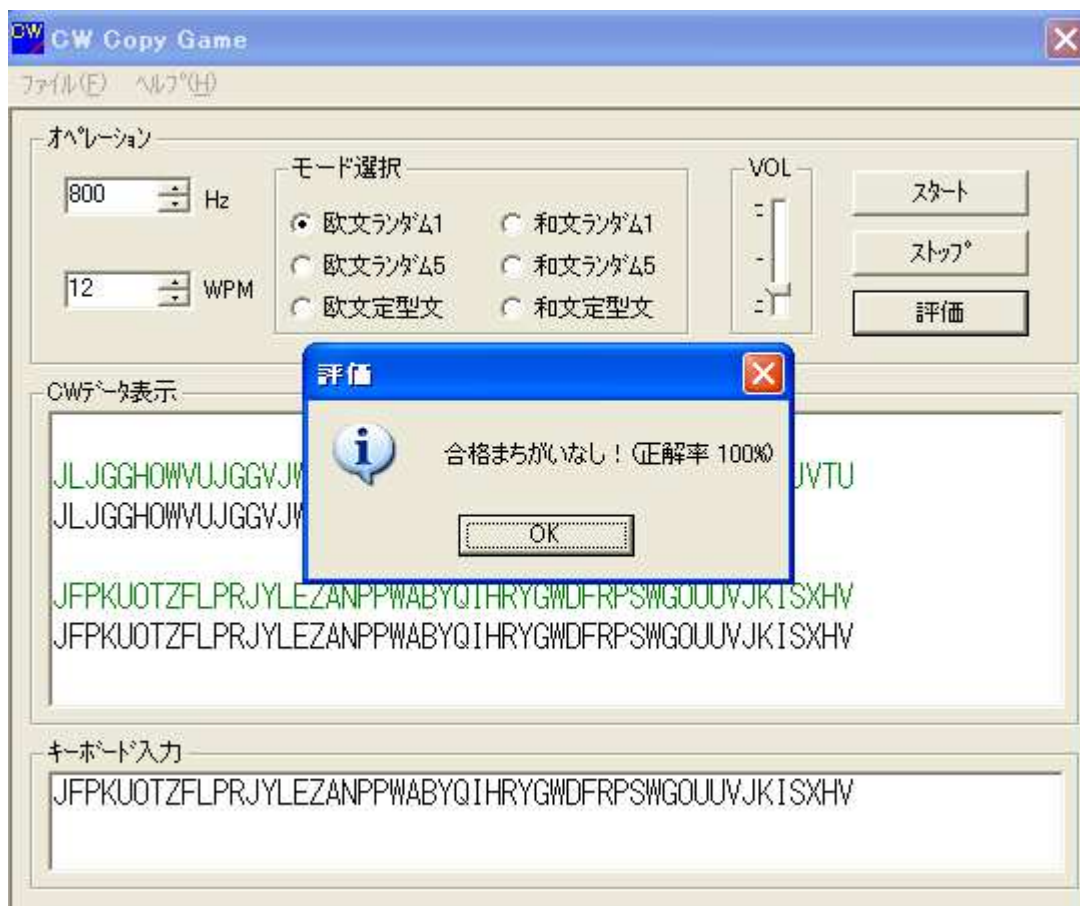 CW CW Copy Game
ファイル(F) ヘルプ(H)
オペレーション
800 Hz
12 WPM
モード選択
欧文ランダム1 和文ランダム1
欧文ランダム5 和文ランダム5
欧文定型文 和文定型文
VOL
スタート
ストップ
評価
CWデータ表示
JLJGGHOWVUJGGVJW JVTU
JLJGGHOWVUJGGVJW
JFPKUOTZFLPRJYLEZANPPWABYQIHRYGWDFRPSWGOUUVJKISXHV
JFPKUOTZFLPRJYLEZANPPWABYQIHRYGWDFRPSWGOUUVJKISXHV
評価
合格まちがいなし！(正解率 100%)
OK
キーボード入力
JFPKUOTZFLPRJYLEZANPPWABYQIHRYGWDFRPSWGOUUVJKISXHV